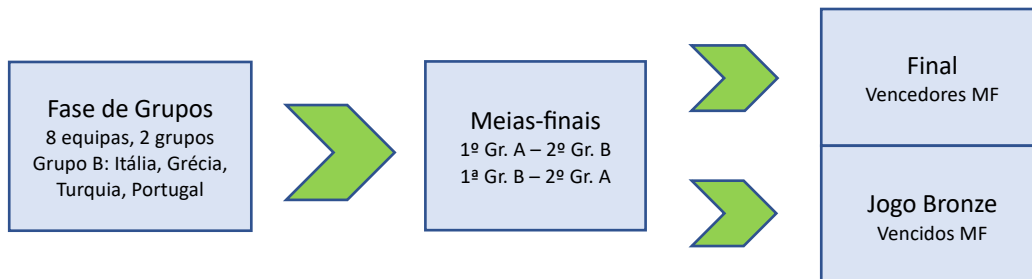 Fase de Grupos
8 equipas, 2 grupos
Grupo B: Itália, Grécia,
Turquia, Portugal
Meias-finais
1º Gr. A – 2º Gr. B
1ª Gr. B – 2º Gr. A
Final
Vencedores MF
Jogo Bronze
Vencidos MF